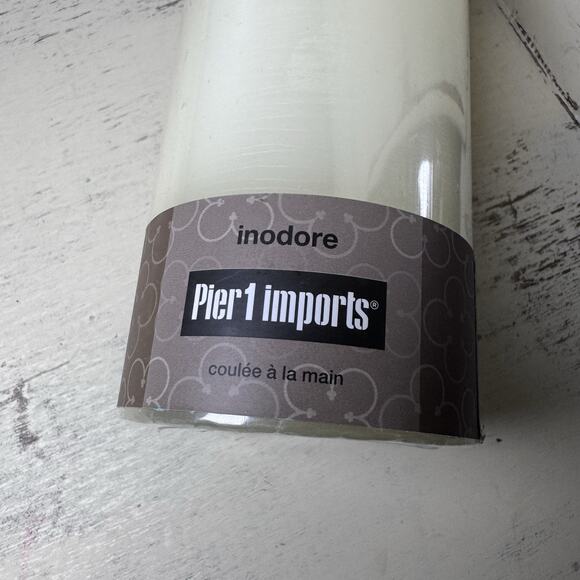 inodore
Pier1 imports®
coulée à la main